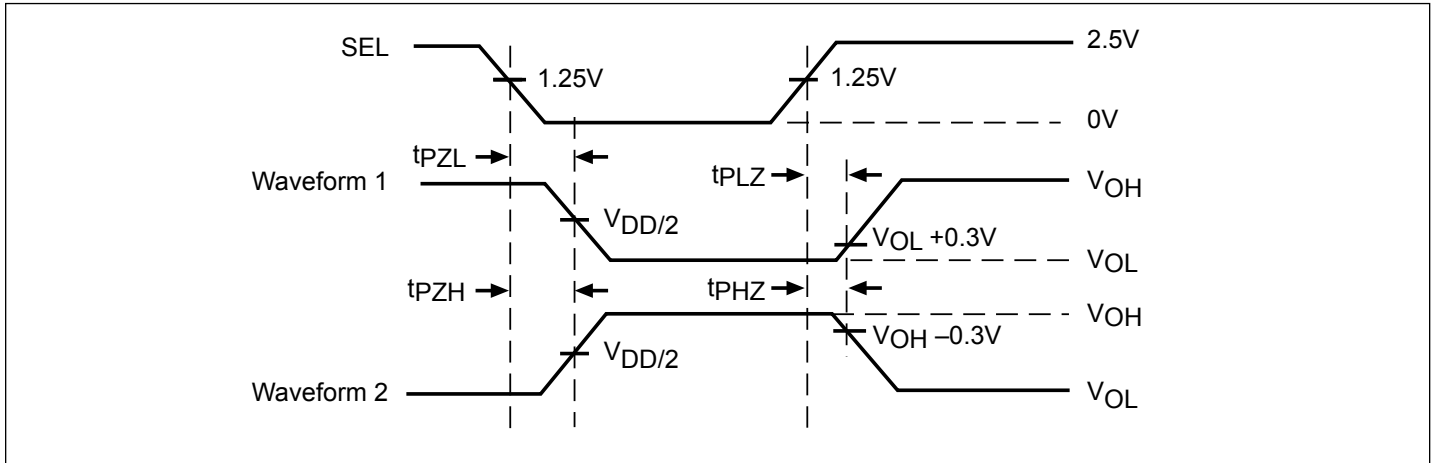 SEL
2.5V
1.25V
1.25V
0V
tPZL
tPLZ
Waveform 1
VOH
VDD/2
VOL +0.3V
VOL
tPZH
tPHZ
VOH
VOH –0.3V
VDD/2
Waveform 2
VOL